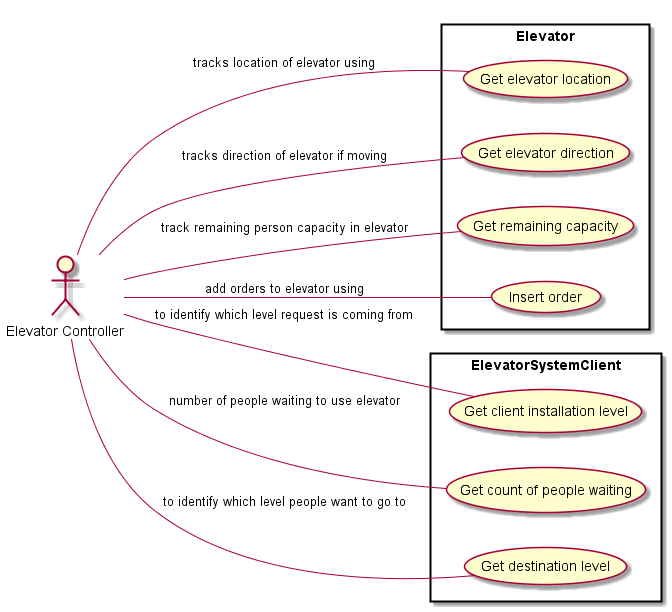 Elevator
tracks location of elevator using
Get elevator location
tracks direction of elevator if moving
Get elevator direction
track remaining person capacity in elevator
Get remaining capacity
add orders to elevator using
Insert order
to identify which level request is coming from
Elevator Controller
ElevatorSystemClient
number of people waiting to use elevator
Get client installation level
Get count of people waiting
to identify which level people want to go to
Get destination level